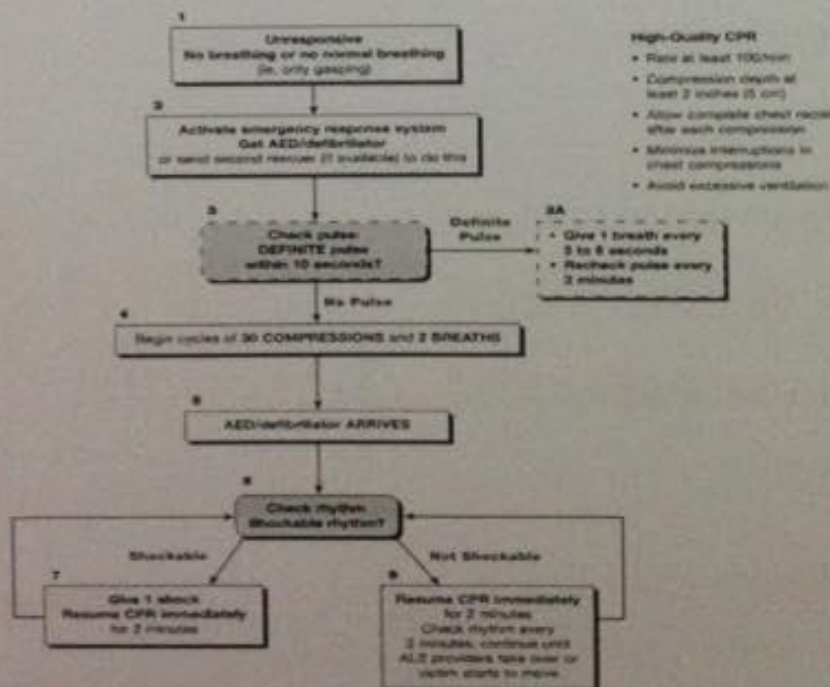 1
Unresponsive
No breathing or no normal breathing
(ie, only gasping)
High-Quality CPR
• Rate at least 100/min
• Compression depth at
least 2 inches (5 cm)
• Allow complete chest recoil
after each compression
• Minimize interruptions in
chest compressions
• Avoid excessive ventilation
2
Activate emergency response system
Get AED/defibrillator
or send second rescuer (if available) to do this
3
Check pulse:
DEFINITE pulse
within 10 seconds?
Definite
Pulse
3A
• Give 1 breath every
5 to 6 seconds
• Recheck pulse every
2 minutes
No Pulse
4
Begin cycles of 30 COMPRESSIONS and 2 BREATHS
5
AED/defibrillator ARRIVES
6
Check rhythm
Shockable rhythm?
Shockable
Not Shockable
7
Give 1 shock
Resume CPR immediately
for 2 minutes
8
Resume CPR immediately
for 2 minutes
Check rhythm every
2 minutes; continue until
ALS providers take over or
victim starts to move